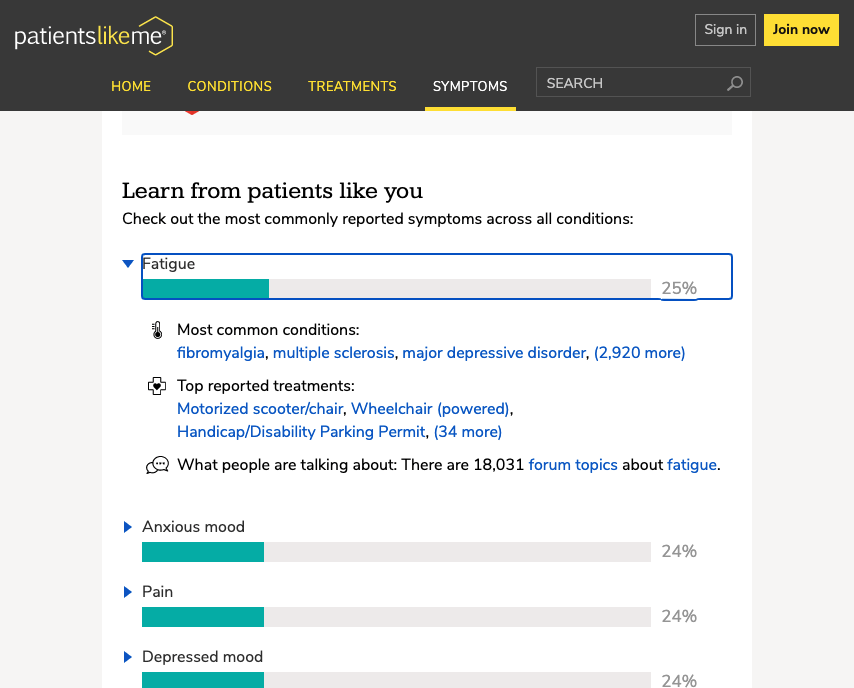 patientslikeme®
Sign in
Join now
HOME
CONDITIONS
TREATMENTS
SYMPTOMS
SEARCH
Learn from patients like you
Check out the most commonly reported symptoms across all conditions:
Fatigue
25%
Most common conditions:
fibromyalgia, multiple sclerosis, major depressive disorder, (2,920 more)
Top reported treatments:
Motorized scooter/chair, Wheelchair (powered),
Handicap/Disability Parking Permit, (34 more)
What people are talking about: There are 18,031 forum topics about fatigue.
Anxious mood
24%
Pain
24%
Depressed mood
24%